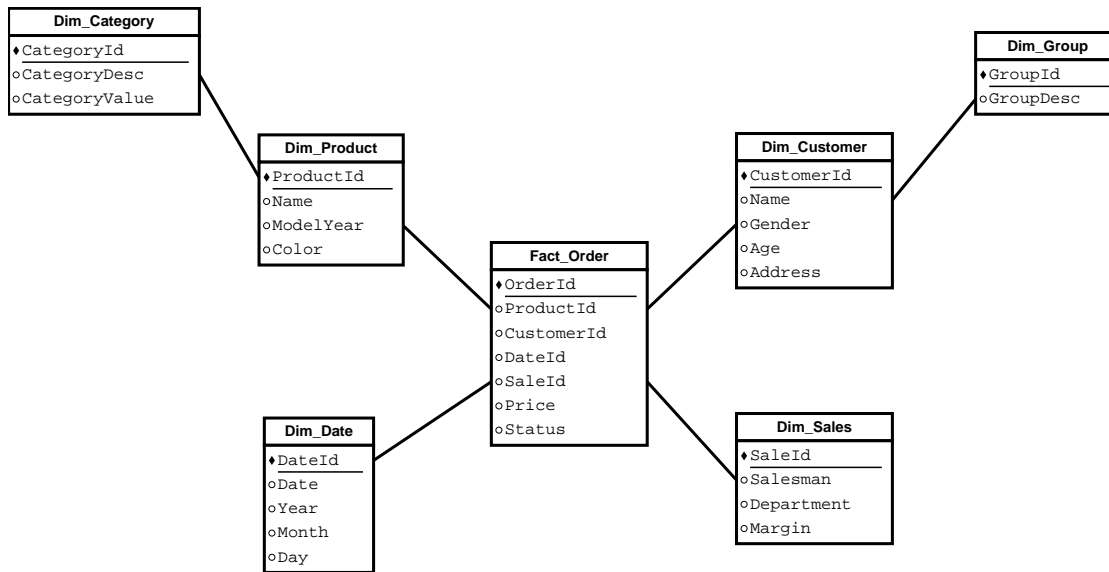 Dim_Category
CategoryId
CategoryDesc
CategoryValue
Dim_Group
GroupId
GroupDesc
Dim_Product
ProductId
Name
ModelYear
Color
Dim_Customer
CustomerId
Name
Gender
Age
Address
Fact_Order
OrderId
ProductId
CustomerId
DateId
SaleId
Price
Status
Dim_Date
DateId
Date
Year
Month
Day
Dim_Sales
SaleId
Salesman
Department
Margin